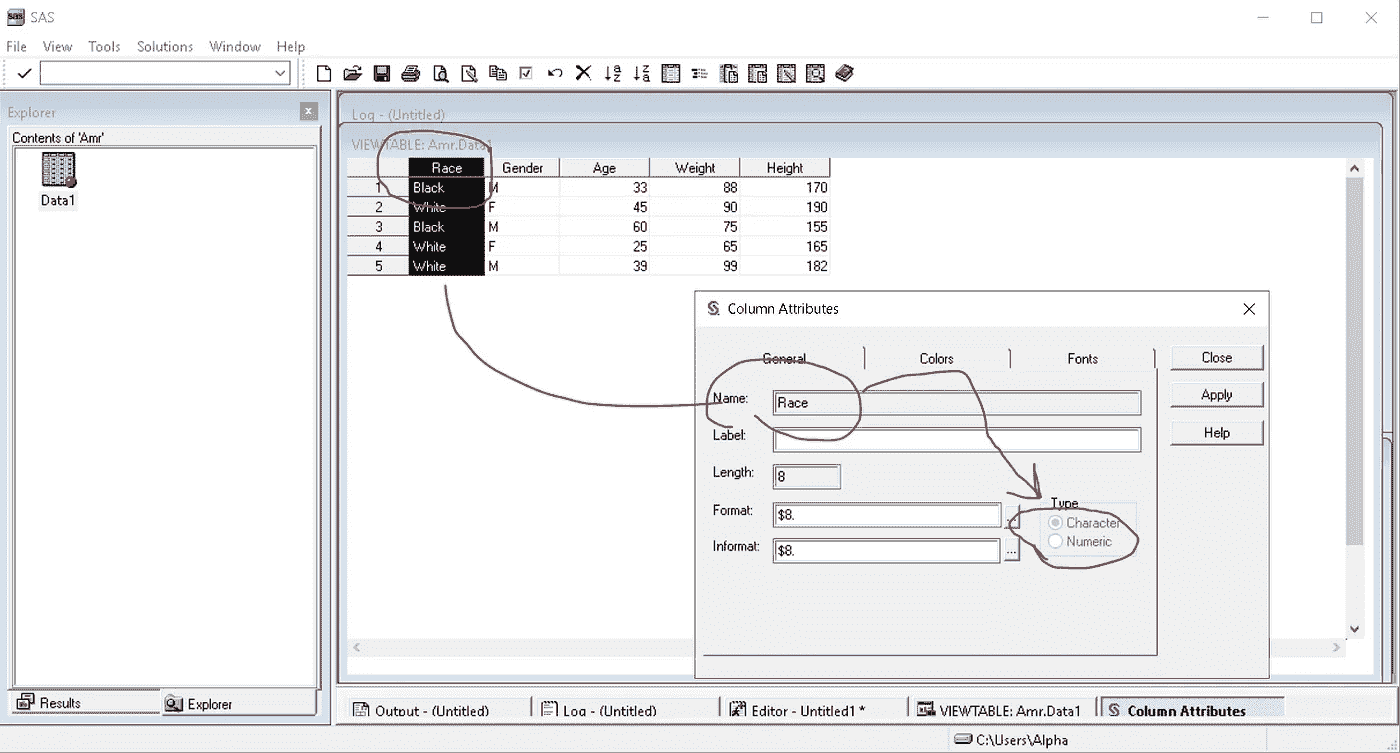 SAS
File View Tools Solutions Window Help
Explorer
Contents of 'Amr'
Data1
Log - (Untitled)
VIEWTABLE: Amr.Data1
Race Gender Age Weight Height
1 Black M 33 88 170
2 White F 45 90 190
3 Black M 60 75 155
4 White F 25 65 165
5 White M 39 99 182
Column Attributes
General Colors Fonts
Close
Name: Race
Apply
Label:
Help
Length: 8
Type
Format: $8. ...
Character
Numeric
Informat: $8. ...
Results Explorer
Output - (Untitled) Log - (Untitled) Editor - Untitled1 * VIEWTABLE: Amr.Data1 Column Attributes
C:\Users\Alpha